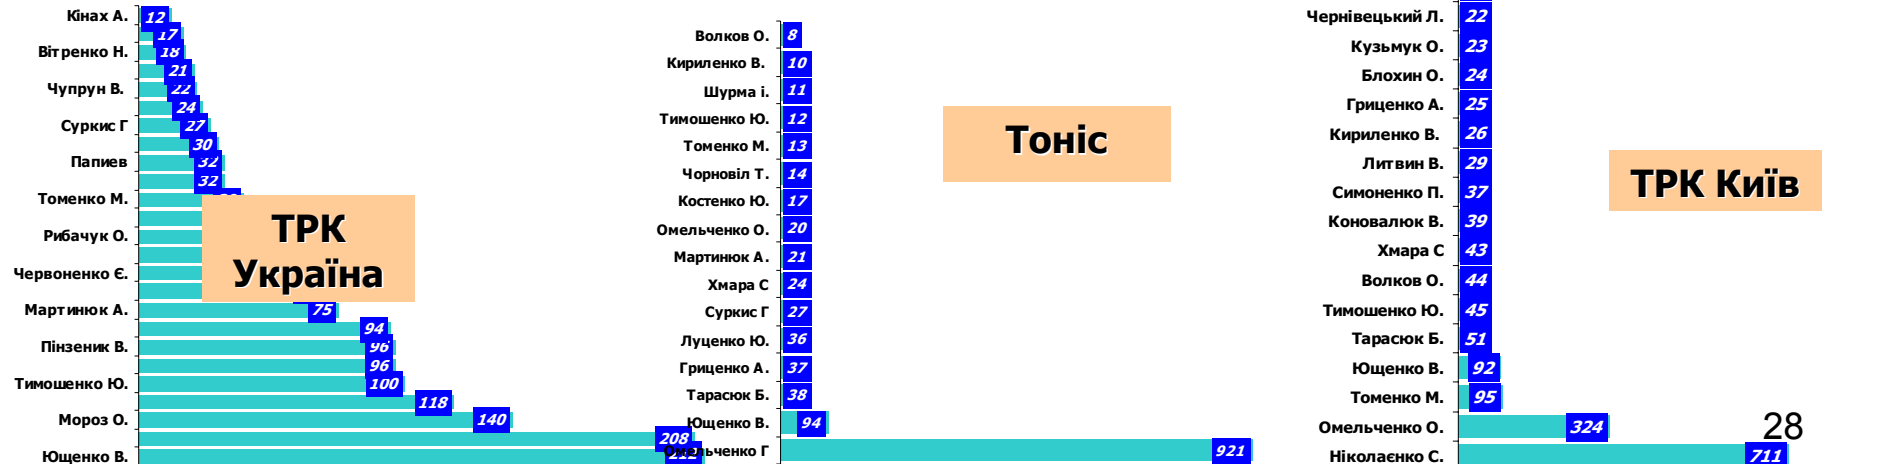 Кінах А. 12
17
Вітренко Н. 18
21
Чупрун В. 22
24
Суркис Г 27
30
Папиев 32
32
Томенко М.
Рибачук О.
Червоненко Є.
Мартинюк А. 75
94
Пінзеник В. 96
96
Тимошенко Ю. 100
118
Мороз О. 140
208
Ющенко В. 212
ТРК
Україна
Волков О. 8
Кириленко В. 10
Шурма і. 11
Тимошенко Ю. 12
Томенко М. 13
Чорновіл Т. 14
Костенко Ю. 17
Омельченко О. 20
Мартинюк А. 21
Хмара С 24
Суркис Г 27
Луценко Ю. 36
Гриценко А. 37
Тарасюк Б. 38
Ющенко В. 94
Омельченко Г 921
Тоніс
Чернівецький Л. 22
Кузьмук О. 23
Блохин О. 24
Гриценко А. 25
Кириленко В. 26
Литвин В. 29
Симоненко П. 37
Коновалюк В. 39
Хмара С 43
Волков О. 44
Тимошенко Ю. 45
Тарасюк Б. 51
Ющенко В. 92
Томенко М. 95
Омельченко О. 324
Ніколаєнко С. 711
ТРК Київ
28